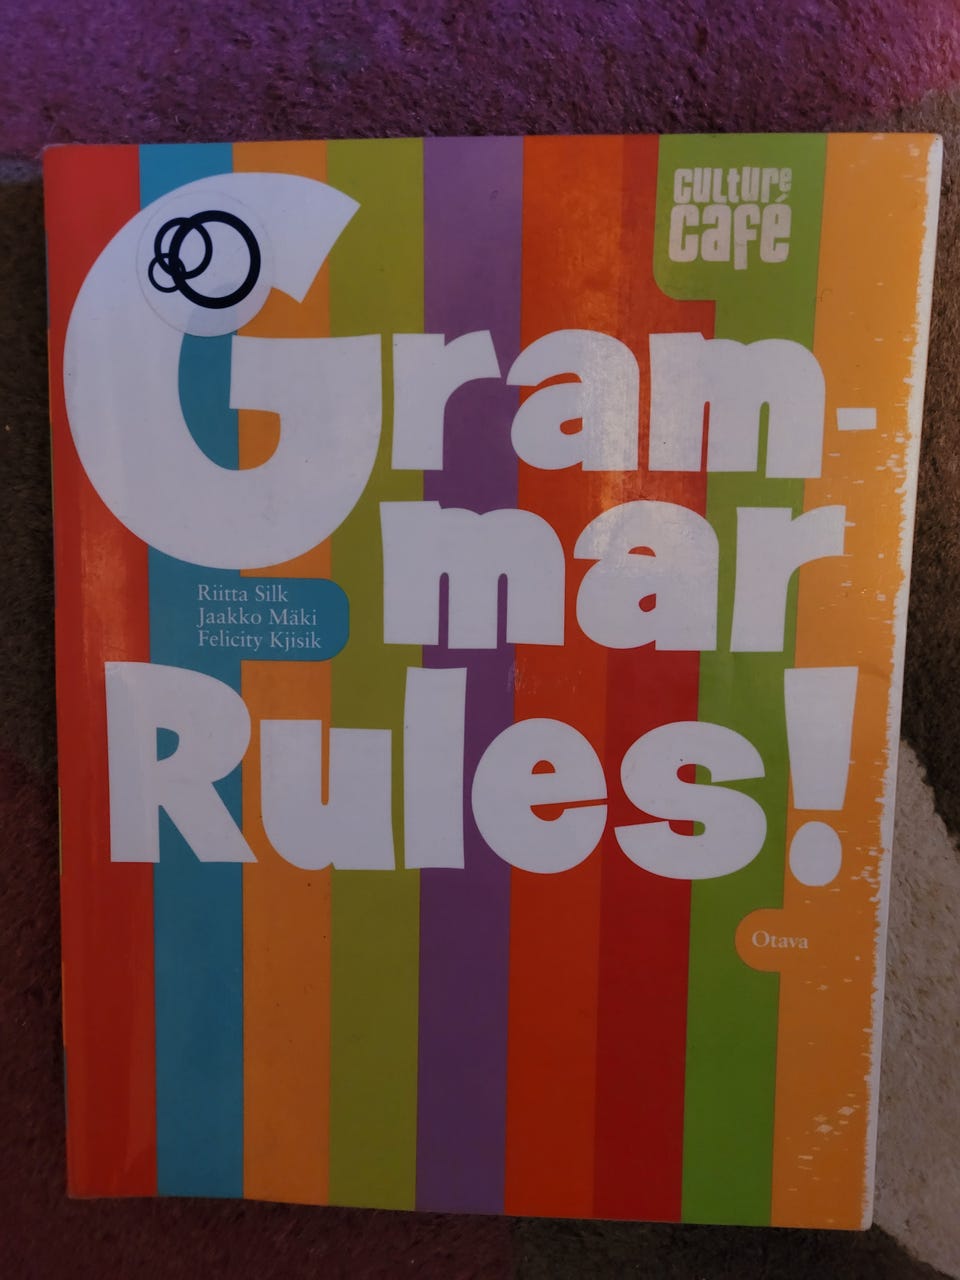 culture
café
Gram-
mar
Riitta Silk
Jaakko Mäki
Felicity Kjisik
Rules!
Otava